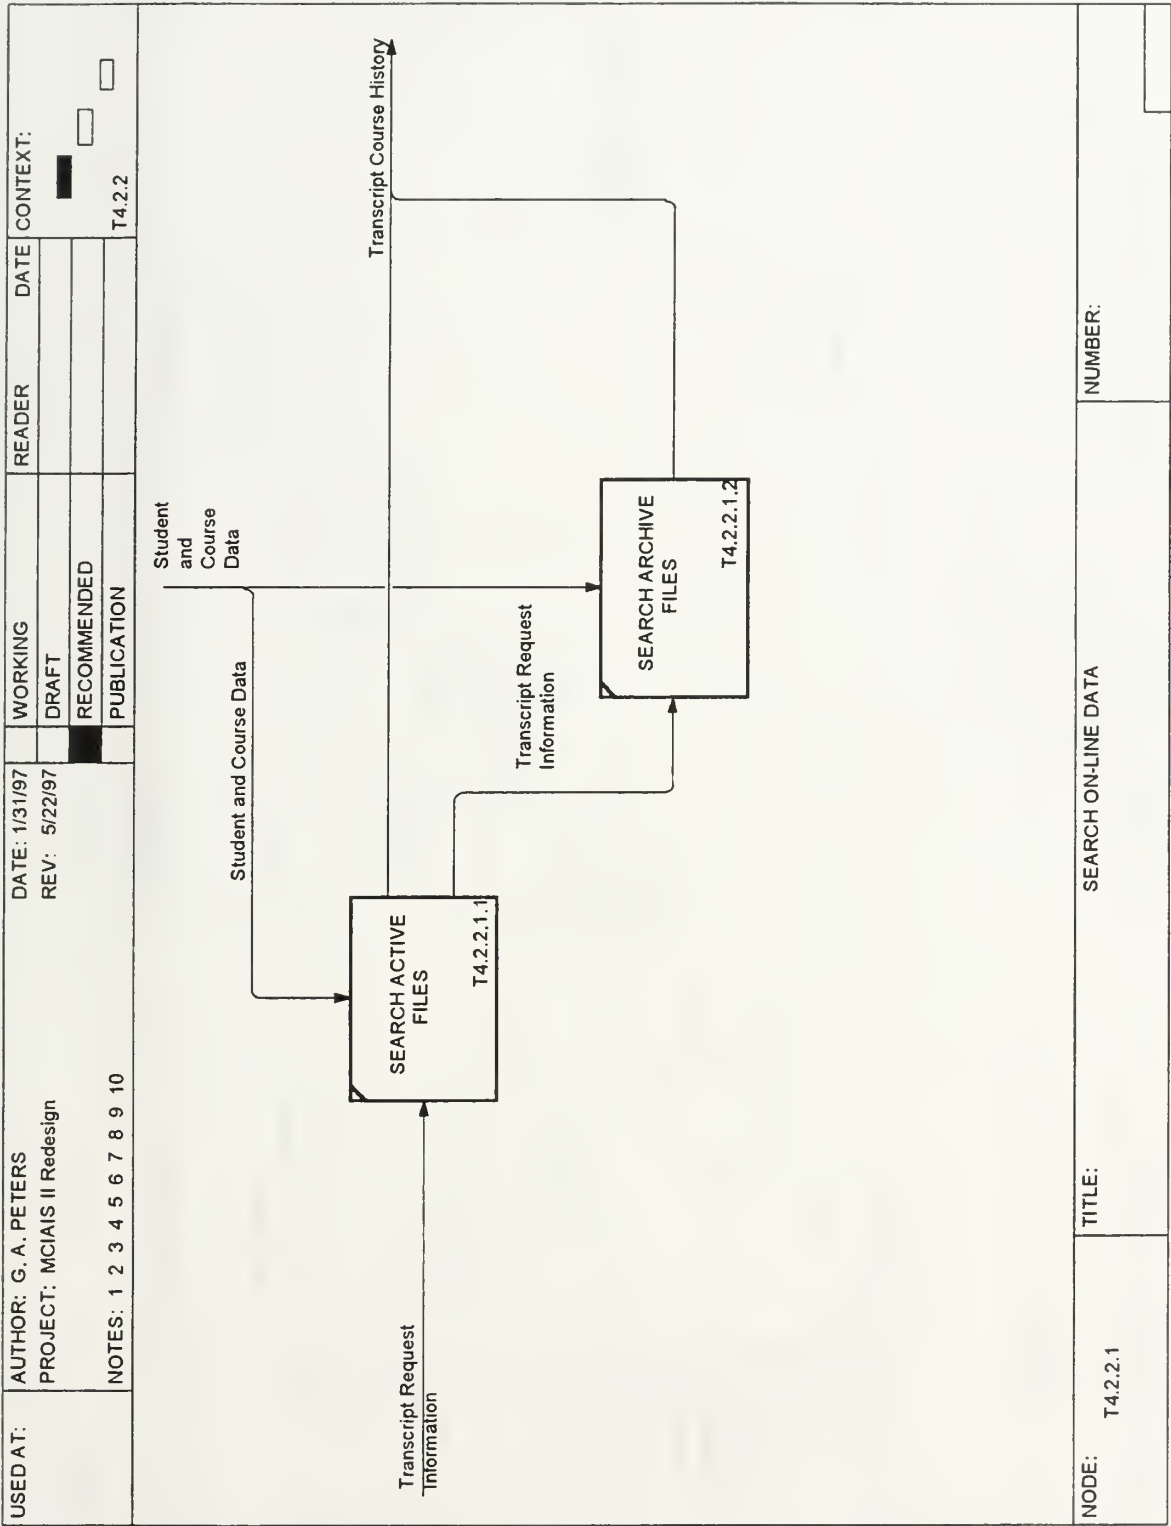 USED AT:
AUTHOR: G. A. PETERS
PROJECT: MCIAIS II Redesign
NOTES: 1 2 3 4 5 6 7 8 9 10
DATE: 1/31/97
REV: 5/22/97
WORKING
DRAFT
RECOMMENDED
PUBLICATION
READER
DATE
CONTEXT:
T4.2.2
Student
and
Course
Data
Student and Course Data
Transcript Course History
Transcript Request
Information
SEARCH ACTIVE
FILES
T4.2.2.1.1
Transcript Request
Information
SEARCH ARCHIVE
FILES
T4.2.2.1.2
NODE:
T4.2.2.1
TITLE:
SEARCH ON-LINE DATA
NUMBER: